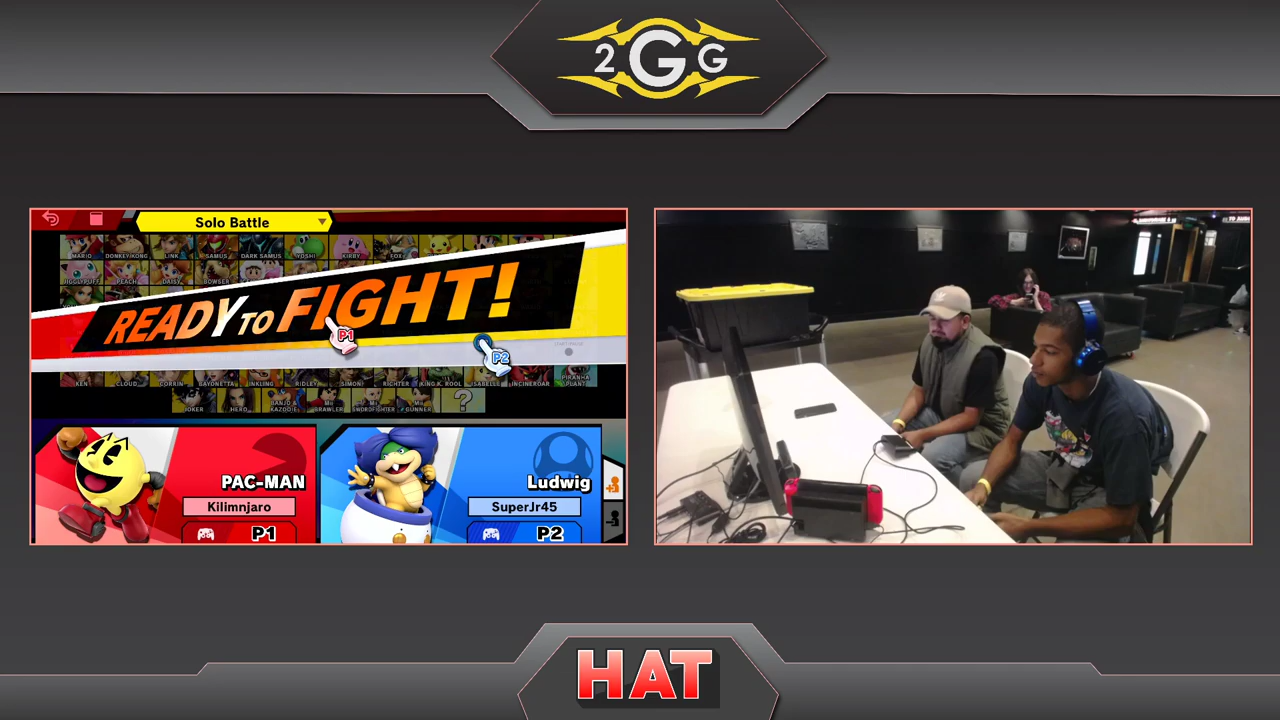 2GG
Solo Battle
MARIO
DONKEY KONG
LINK
SAMUS
DARK SAMUS
YOSHI
KIRBY
FOX
JIGGLYPUFF
PEACH
DAISY
BOWSER
READY TO FIGHT!
P1
P2
KEN
CLOUD
CORRIN
BAYONETTA
INKLING
RIDLEY
SIMON
RICHTER
KING K. ROOL
ISABELLE
INCINEROAR
PIRANHA PLANT
JOKER
HERO
BANJO & KAZOOIE
Mii BRAWLER
Mii SWORDFIGHTER
Mii GUNNER
?
PAC-MAN
Kilimnjaro
P1
Ludwig
SuperJr45
P2
HAT